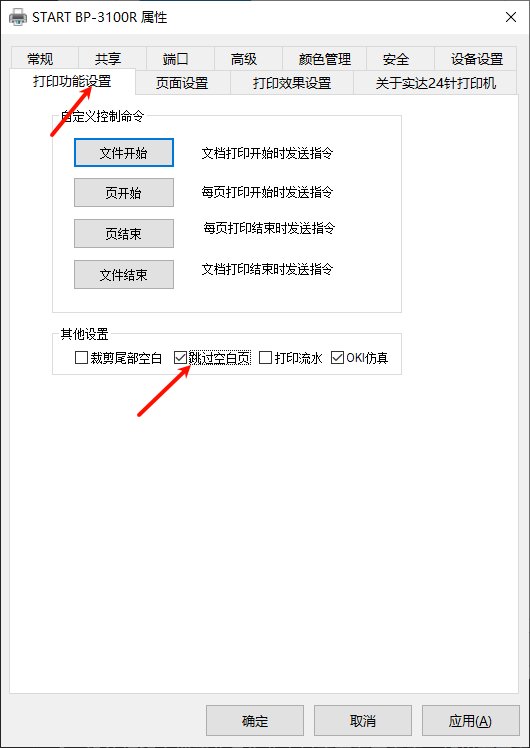 START BP-3100R 属性
常规 共享 端口 高级 颜色管理 安全 设备设置
打印功能设置 页面设置 打印效果设置 关于实达24针打印机
自定义控制命令
文件开始 文档打印开始时发送指令
页开始 每页打印开始时发送指令
页结束 每页打印结束时发送指令
文件结束 文档打印结束时发送指令
其他设置
裁剪尾部空白 跳过空白页 打印流水 OKI仿真
确定 取消 应用(A)